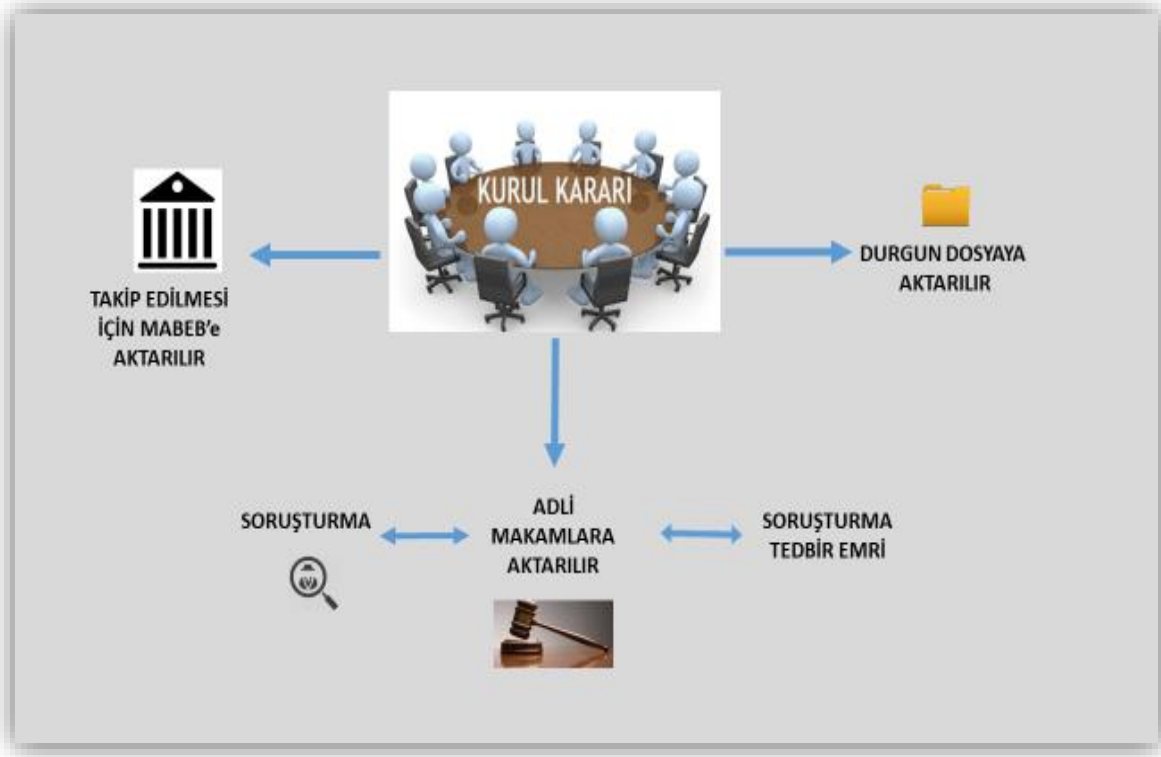 KURUL KARARI
TAKİP EDİLMESİ
İÇİN MABEB'e
AKTARILIR
DURGUN DOSYAYA
AKTARILIR
SORUŞTURMA
ADLİ
MAKAMLARA
AKTARILIR
SORUŞTURMA
TEDBİR EMRİ